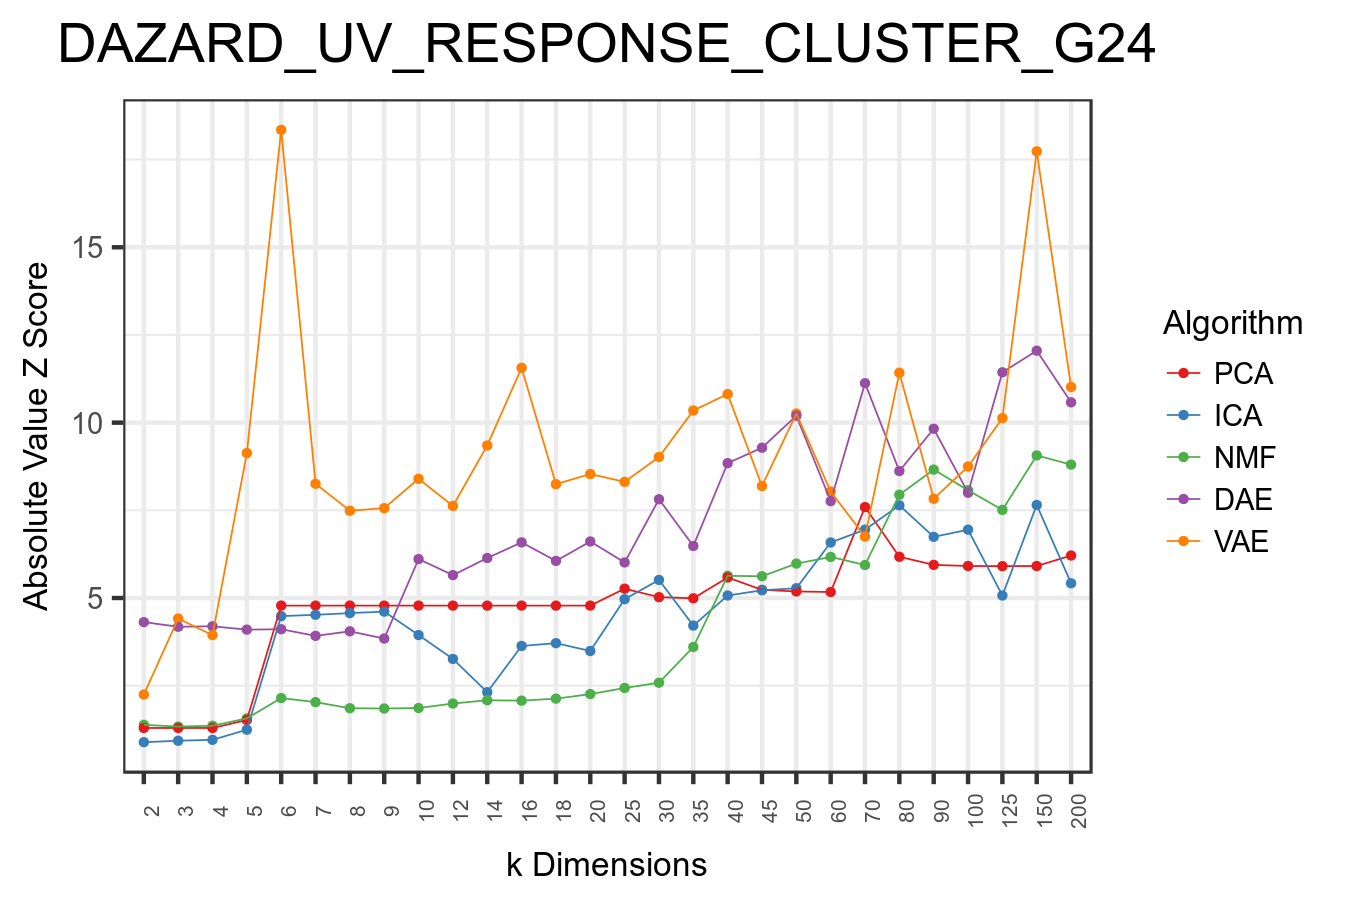 DAZARD_UV_RESPONSE_CLUSTER_G24
Absolute Value Z Score
15
10
5
2 3 4 5 6 7 8 9 10 12 14 16 18 20 25 30 35 40 45 50 60 70 80 90 100 125 150 200
k Dimensions
Algorithm
PCA
ICA
NMF
DAE
VAE